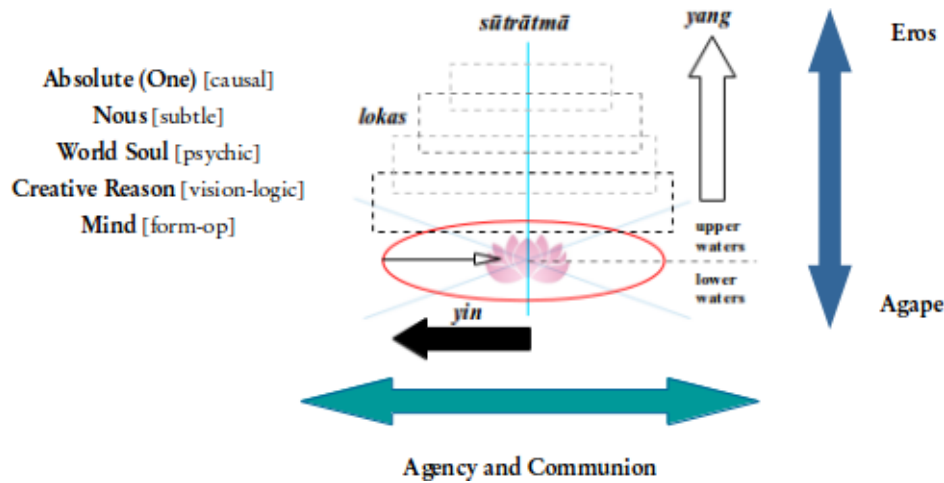 sūtrātmā
yang
Eros
Absolute (One) [causal]
Nous [subtle]
World Soul [psychic]
Creative Reason [vision-logic]
Mind [form-op]
lokas
upper
waters
lower
waters
Agape
yin
Agency and Communion